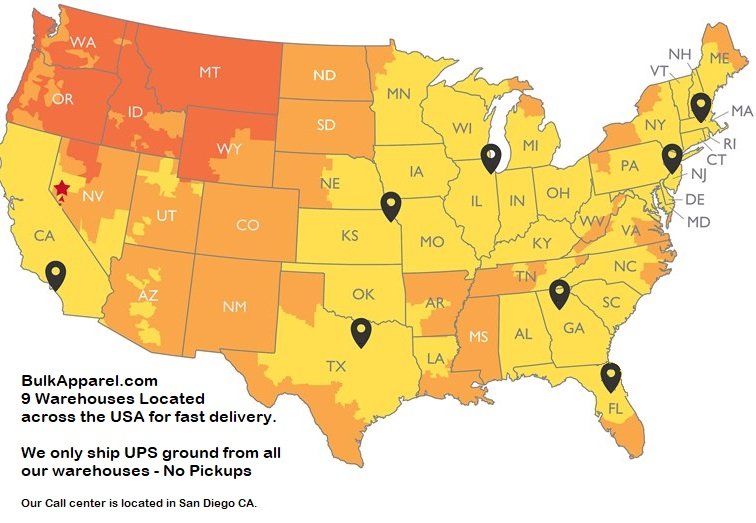 NH
ME
WA
VT
MT
ND
MN
OR
MA
ID
WI
NY
SD
MI
WY
RI
CT
PA
IA
NJ
NE
OH
NV
IL
IN
DE
UT
WV
MD
CO
VA
CA
KS
MO
KY
NC
TN
AZ
OK
AR
SC
NM
MS
AL
GA
LA
TX
BulkApparel.com
9 Warehouses Located
FL
across the USA for fast delivery.
We only ship UPS ground from all
our warehouses - No Pickups
Our Call center is located in San Diego CA.